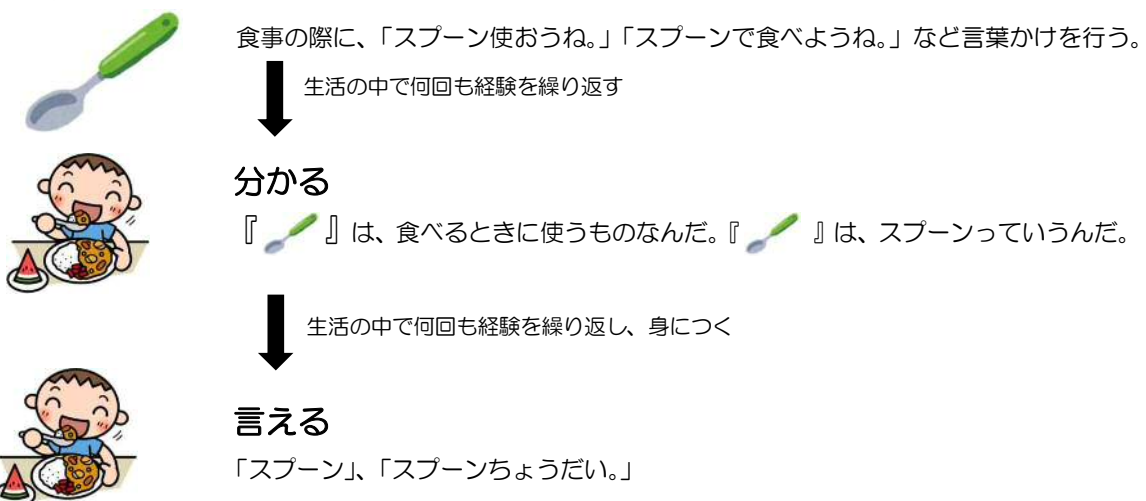 食事の際に、「スプーン使おうね。」「スプーンで食べようね。」など言葉かけを行う。
生活の中で何回も経験を繰り返す
分かる
『 』は、食べるときに使うものなんだ。『 』は、スプーンっていうんだ。
生活の中で何回も経験を繰り返し、身につく
言える
「スプーン」、「スプーンちょうだい。」